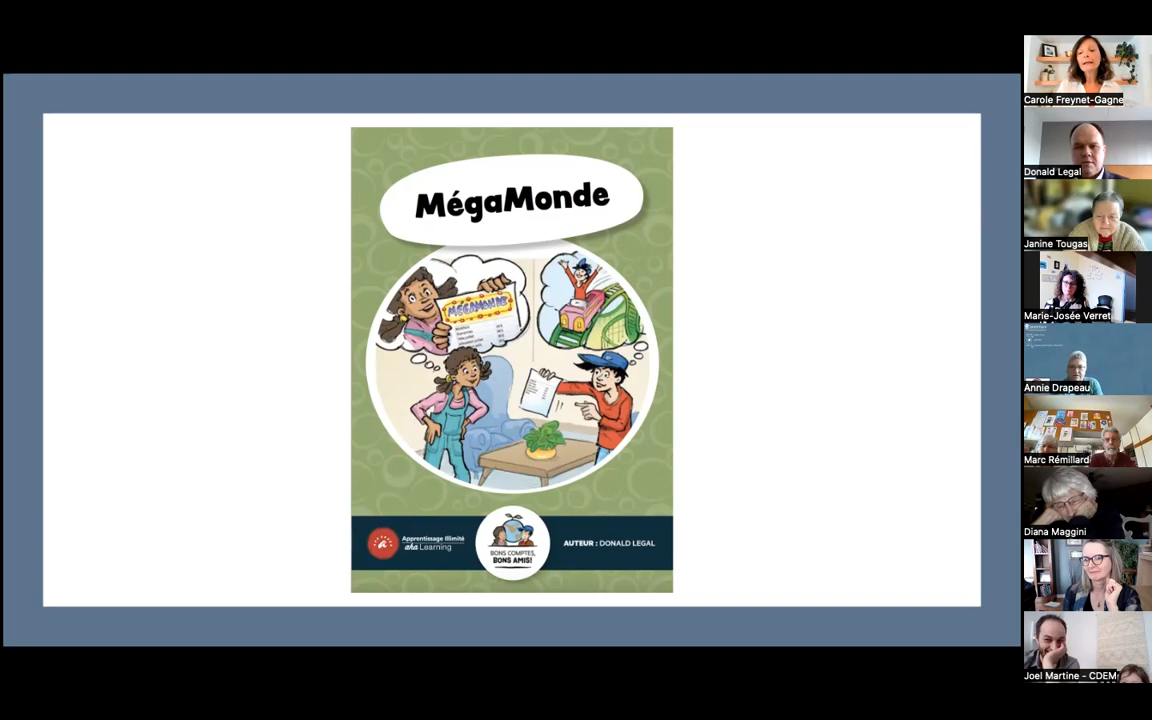 MégaMonde
MÉGAMONDE
Apprentissage Illimité
aha Learning
BONS COMPTES,
BONS AMIS!
AUTEUR : DONALD LEGAL
Carole Freynet-Gagne
Donald Legal
Janine Tougas
Marie-Josée Verret
Annie Drapeau
Marc Rémillard
Diana Maggini
Joel Martine - CDEM